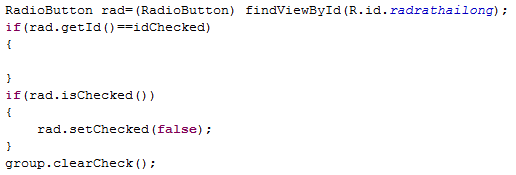 RadioButton rad=(RadioButton) findViewById(R.id.radrathailong);
if(rad.getId()==idChecked)
{
}
if(rad.isChecked())
{
    rad.setChecked(false);
}
group.clearCheck();